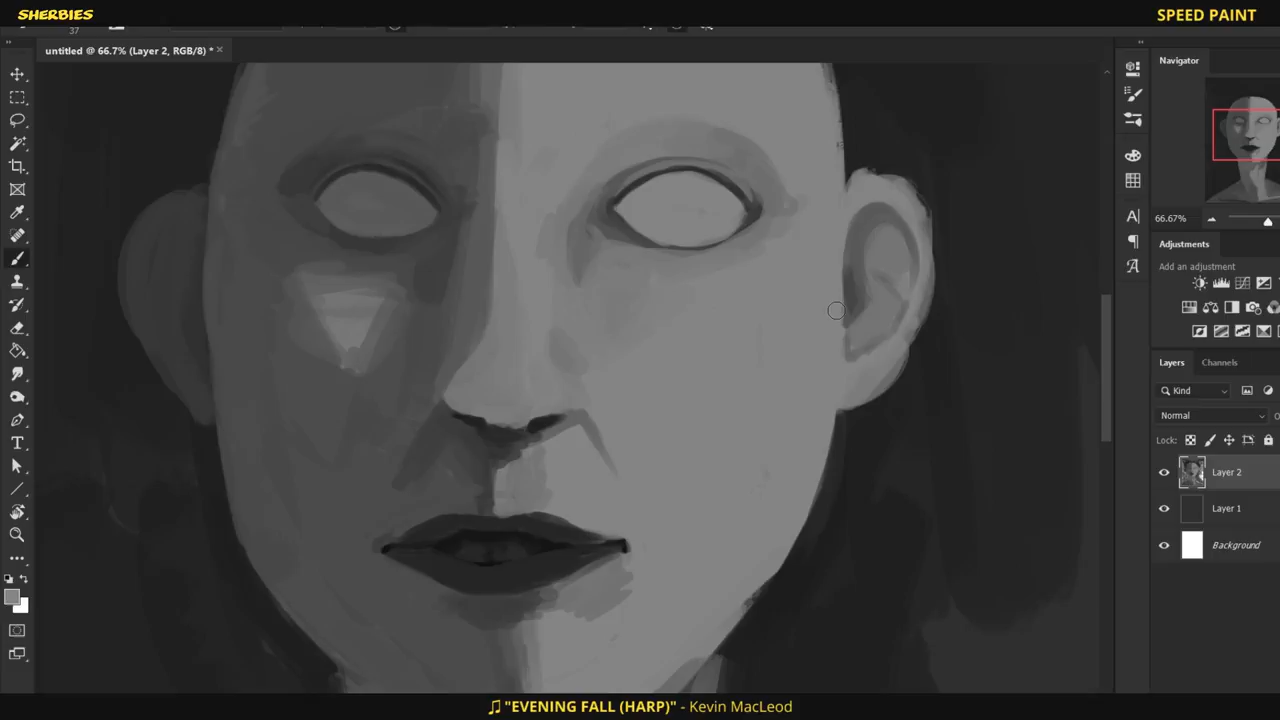 SHERBIES
SPEED PAINT
37
untitled @ 66.7% (Layer 2, RGB/8) *
Navigator
66.67%
Adjustments
Add an adjustment
Layers Channels
Kind
Normal
Lock:
Layer 2
Layer 1
Background
"EVENING FALL (HARP)" - Kevin MacLeod